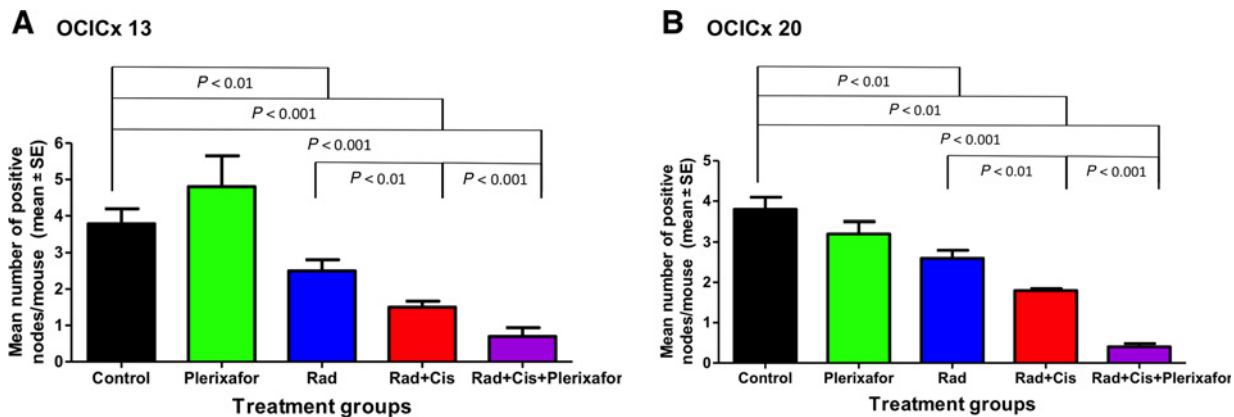 A OCICx 13
P < 0.01
P < 0.001
P < 0.001
P < 0.01
P < 0.001
Mean number of positive
nodes/mouse (mean ± SE)
6
5
4
3
2
1
0
Control Plerixafor Rad Rad+Cis Rad+Cis+Plerixafor
Treatment groups
B OCICx 20
P < 0.01
P < 0.01
P < 0.001
P < 0.01
P < 0.001
Mean number of positive
nodes/mouse (mean ± SE)
5
4
3
2
1
0
Control Plerixafor Rad Rad+Cis Rad+Cis+Plerixafor
Treatment groups